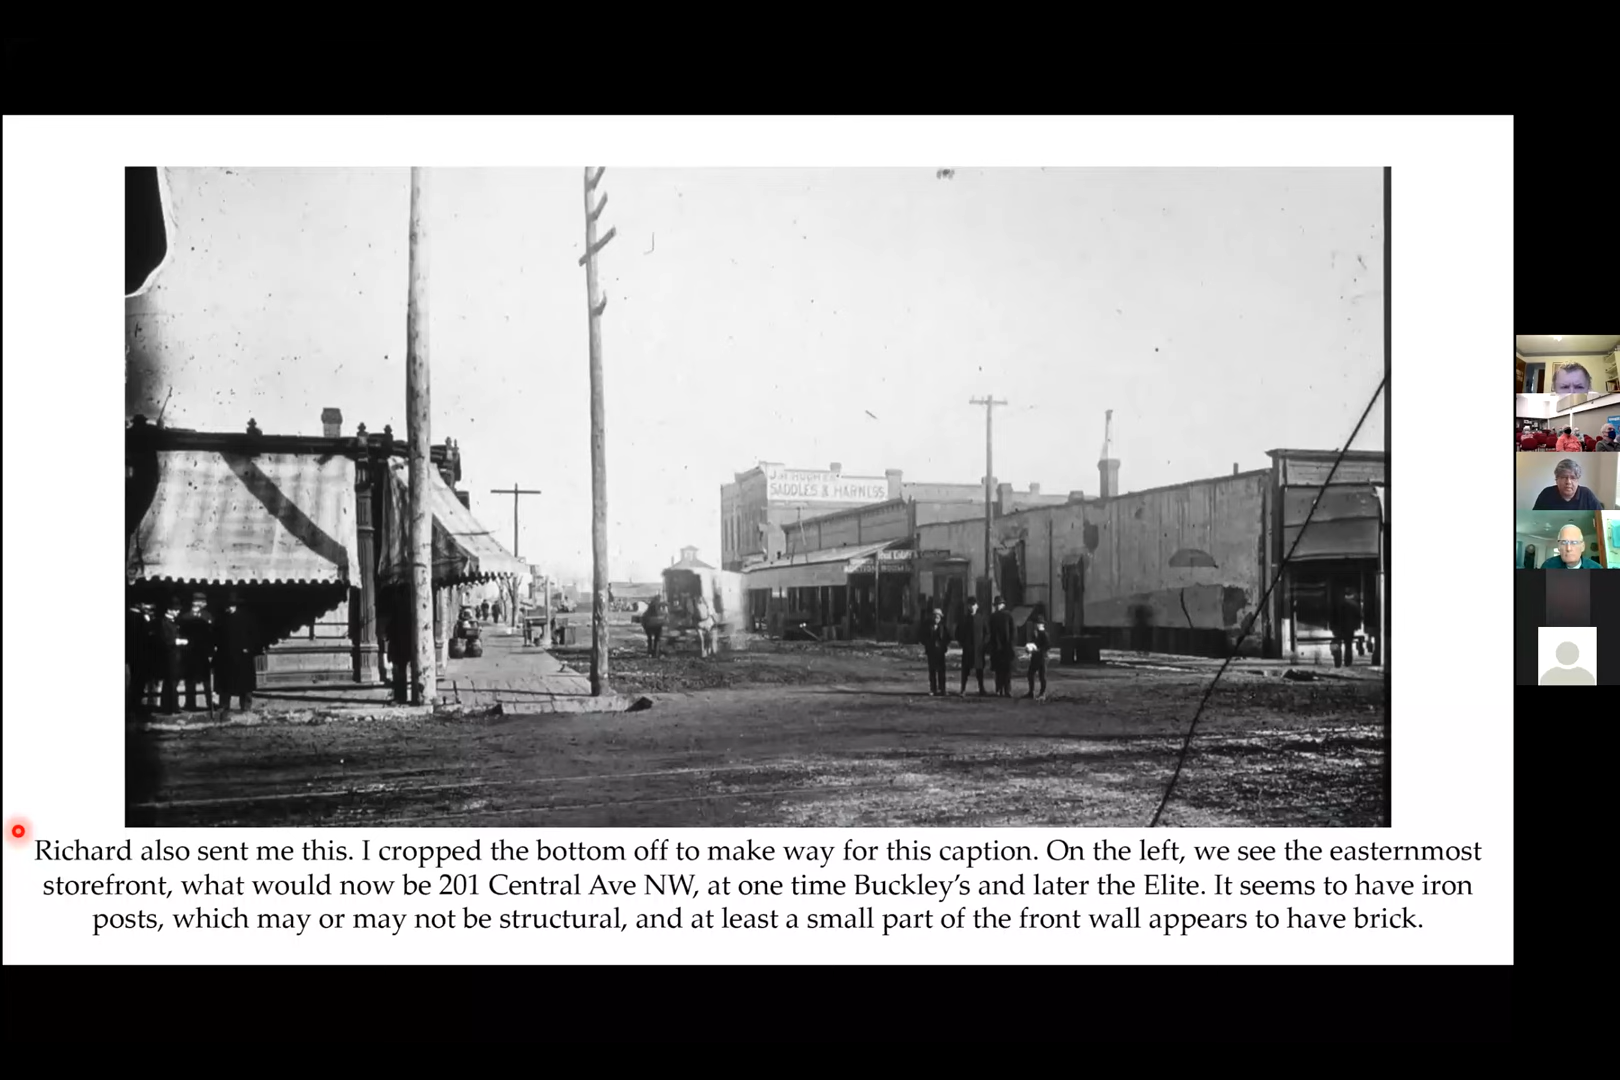 SADDLES & HARNESS
Richard also sent me this. I cropped the bottom off to make way for this caption. On the left, we see the easternmost
storefront, what would now be 201 Central Ave NW, at one time Buckley's and later the Elite. It seems to have iron
posts, which may or may not be structural, and at least a small part of the front wall appears to have brick.